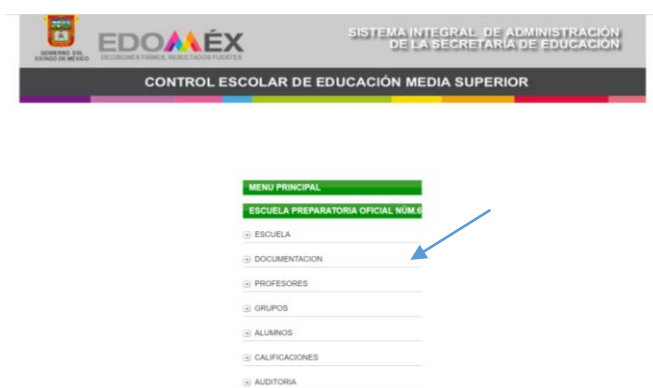 GOBIERNO DEL
ESTADO DE MÉXICO
EDOMÉX
DECISIONES FIRMES, RESULTADOS FUERTES
SISTEMA INTEGRAL DE ADMINISTRACIÓN
DE LA SECRETARÍA DE EDUCACIÓN
CONTROL ESCOLAR DE EDUCACIÓN MEDIA SUPERIOR
MENU PRINCIPAL
ESCUELA PREPARATORIA OFICIAL NÚM.6
ESCUELA
DOCUMENTACION
PROFESORES
GRUPOS
ALUMNOS
CALIFICACIONES
AUDITORIA